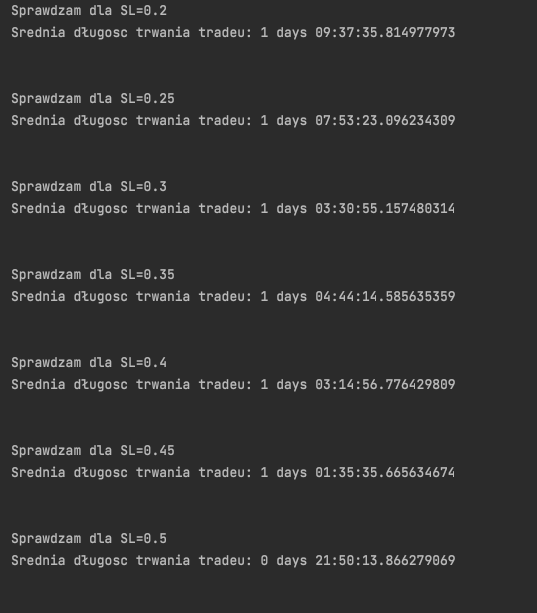 Sprawdzam dla SL=0.2
Srednia długosc trwania tradeu: 1 days 09:37:35.814977973
Sprawdzam dla SL=0.25
Srednia długosc trwania tradeu: 1 days 07:53:23.096234309
Sprawdzam dla SL=0.3
Srednia długosc trwania tradeu: 1 days 03:30:55.157480314
Sprawdzam dla SL=0.35
Srednia długosc trwania tradeu: 1 days 04:44:14.585635359
Sprawdzam dla SL=0.4
Srednia długosc trwania tradeu: 1 days 03:14:56.776429809
Sprawdzam dla SL=0.45
Srednia długosc trwania tradeu: 1 days 01:35:35.665634674
Sprawdzam dla SL=0.5
Srednia długosc trwania tradeu: 0 days 21:50:13.866279069